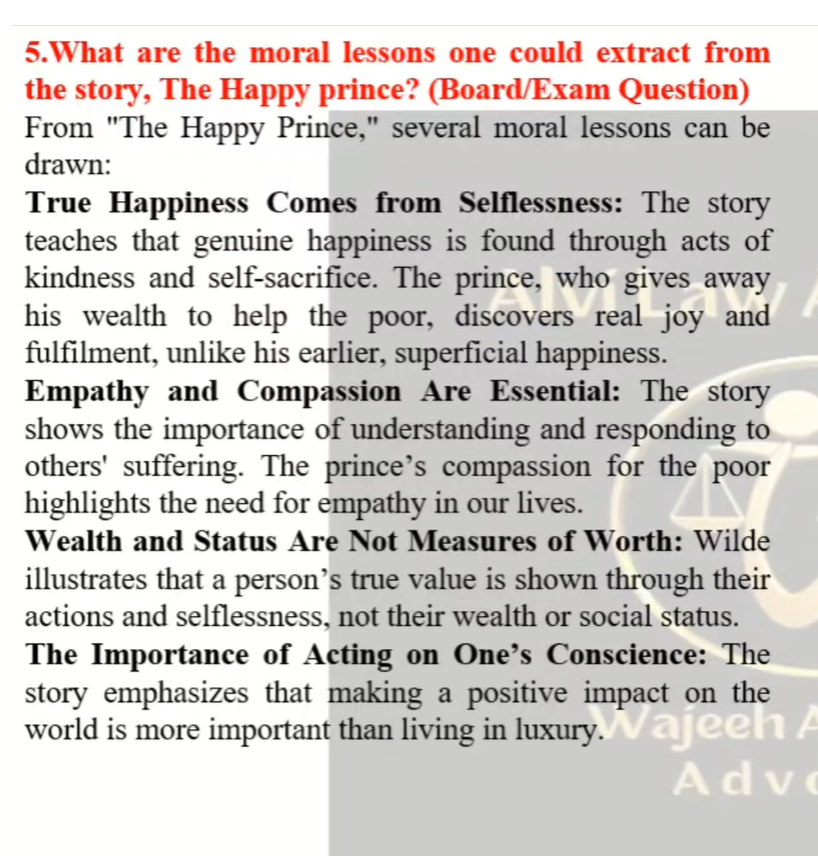 5.What are the moral lessons one could extract from
the story, The Happy prince? (Board/Exam Question)
From "The Happy Prince," several moral lessons can be
drawn:
True Happiness Comes from Selflessness: The story
teaches that genuine happiness is found through acts of
kindness and self-sacrifice. The prince, who gives away
his wealth to help the poor, discovers real joy and
fulfilment, unlike his earlier, superficial happiness.
Empathy and Compassion Are Essential: The story
shows the importance of understanding and responding to
others' suffering. The prince’s compassion for the poor
highlights the need for empathy in our lives.
Wealth and Status Are Not Measures of Worth: Wilde
illustrates that a person’s true value is shown through their
actions and selflessness, not their wealth or social status.
The Importance of Acting on One’s Conscience: The
story emphasizes that making a positive impact on the
world is more important than living in luxury.
Alvi Law A
Wajeeh A
Advo